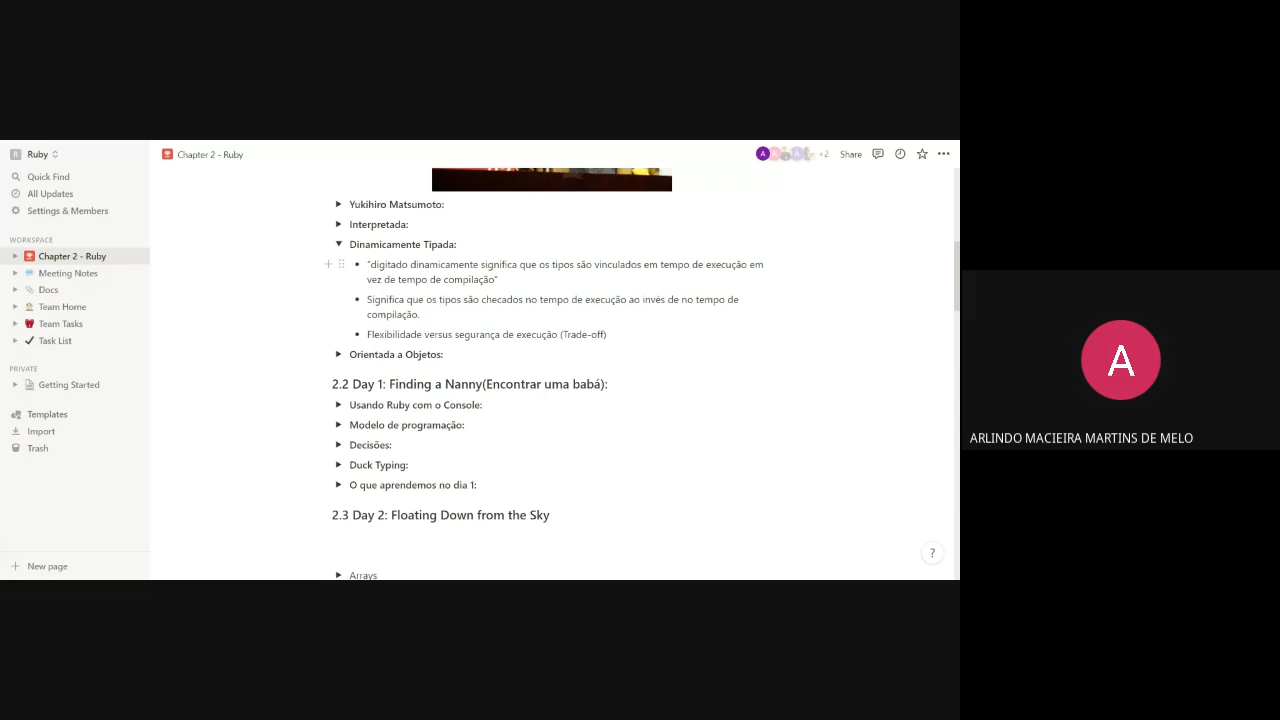 Ruby
Quick Find
All Updates
Settings & Members
WORKSPACE
Chapter 2 - Ruby
Meeting Notes
Docs
Team Home
Team Tasks
Task List
PRIVATE
Getting Started
Templates
Import
Trash
New page
Chapter 2 - Ruby
A
+2
Share
Yukihiro Matsumoto:
Interpretada:
Dinamicamente Tipada:
"digitado dinamicamente significa que os tipos são vinculados em tempo de execução em
vez de tempo de compilação"
Significa que os tipos são checados no tempo de execução ao invés de no tempo de
compilação.
Flexibilidade versus segurança de execução (Trade-off)
Orientada a Objetos:
2.2 Day 1: Finding a Nanny(Encontrar uma babá):
Usando Ruby com o Console:
Modelo de programação:
Decisões:
Duck Typing:
O que aprendemos no dia 1:
2.3 Day 2: Floating Down from the Sky
Arrays
?
A
ARLINDO MACIEIRA MARTINS DE MELO